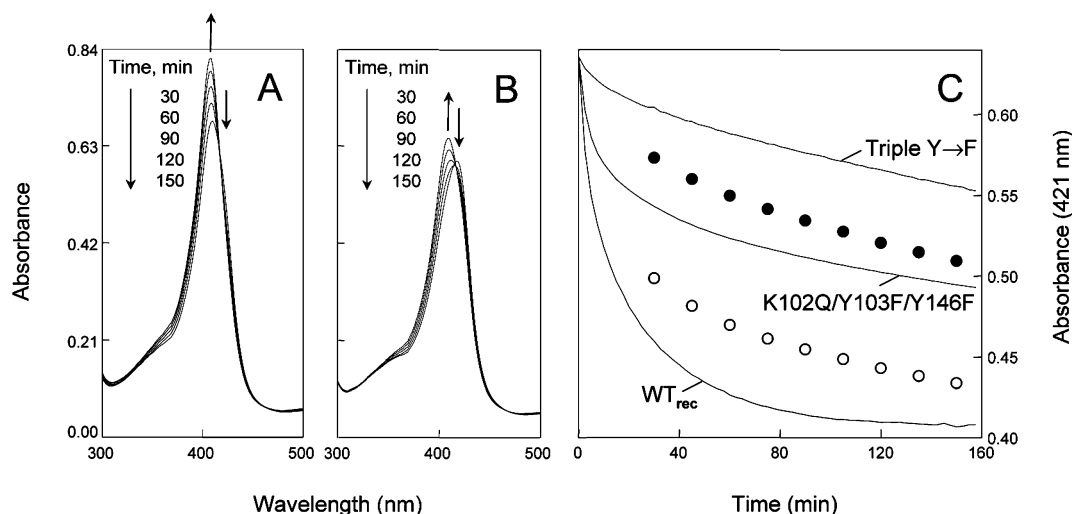 0.84
0.63
0.42
0.21
0.00
Absorbance
Time, min
30
60
90
120
150
A
300
400
500
Time, min
30
60
90
120
150
B
300
400
500
Wavelength (nm)
C
Triple Y→F
K102Q/Y103F/Y146F
WTrec
0.60
0.55
0.50
0.45
0.40
Absorbance (421 nm)
0
40
80
120
160
Time (min)